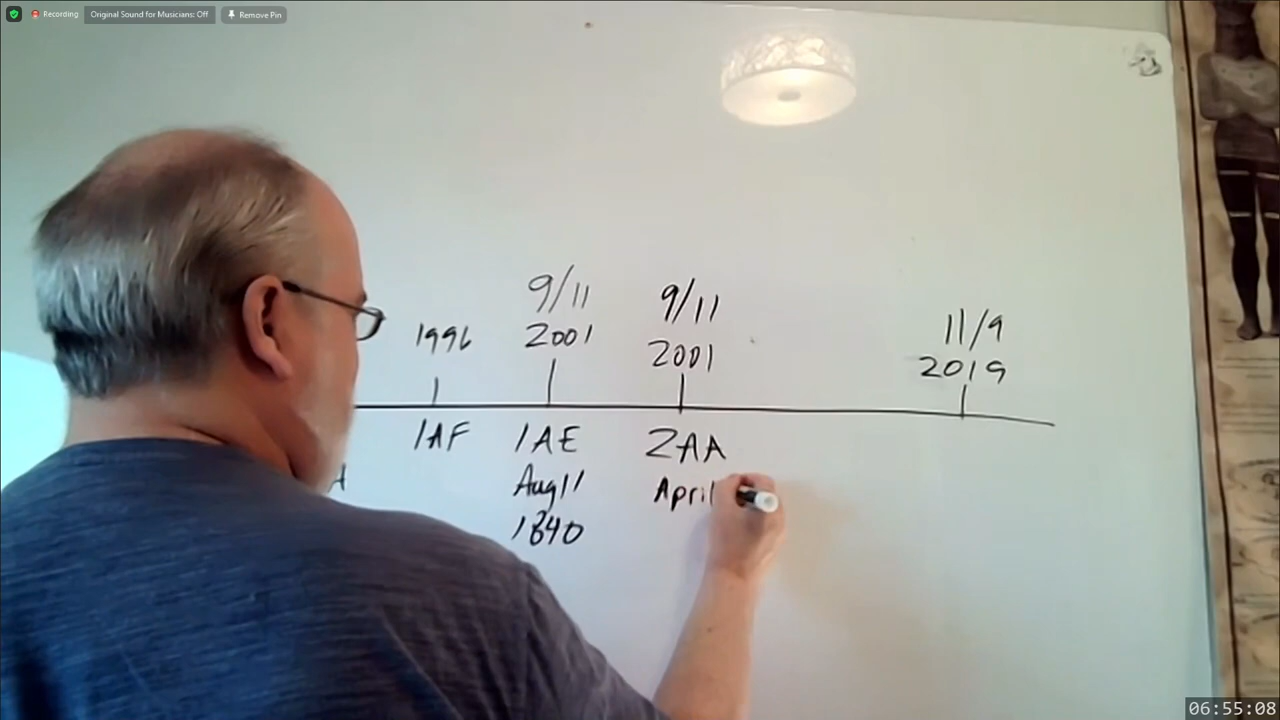 Recording
Original Sound for Musicians: Off
Remove Pin
9/11
9/11
11/9
1996
2001
2001
2019
1AF
1AE
2AA
Aug 11
April
1840
06:55:08